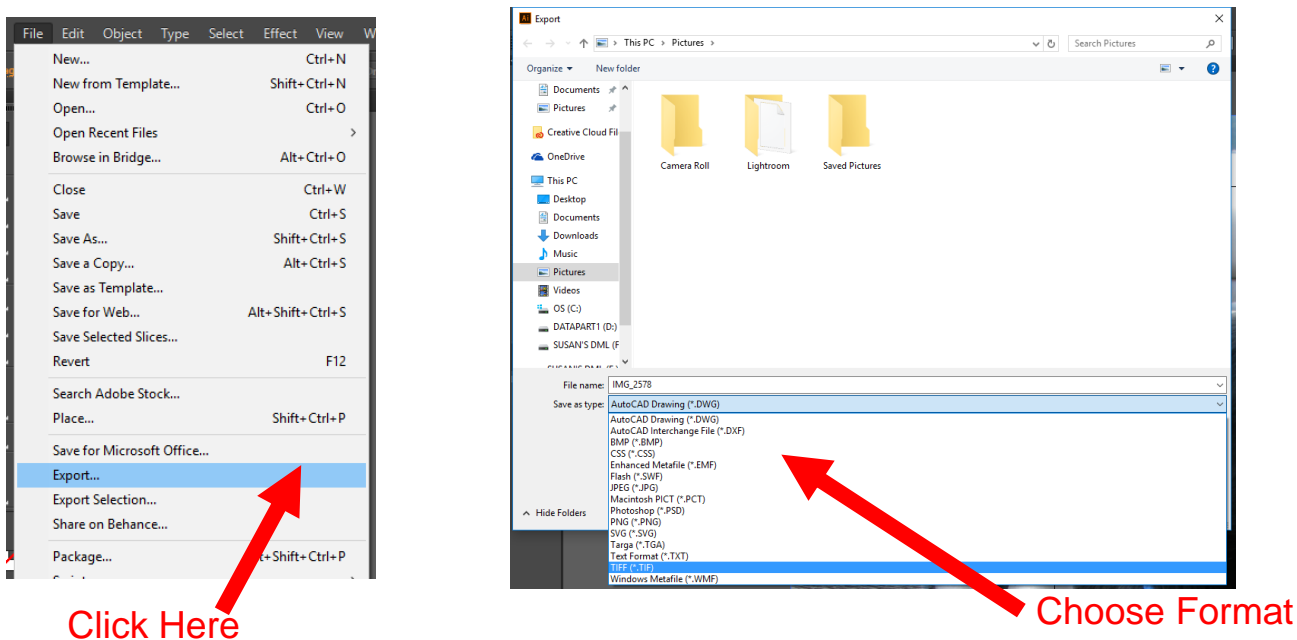 File Edit Object Type Select Effect View W
New... Ctrl+N
New from Template... Shift+Ctrl+N
Open... Ctrl+O
Open Recent Files >
Browse in Bridge... Alt+Ctrl+O
Close Ctrl+W
Save Ctrl+S
Save As... Shift+Ctrl+S
Save a Copy... Alt+Ctrl+S
Save as Template...
Save for Web... Alt+Shift+Ctrl+S
Save Selected Slices...
Revert F12
Search Adobe Stock...
Place... Shift+Ctrl+P
Save for Microsoft Office...
Export...
Export Selection...
Share on Behance...
Package... t+Shift+Ctrl+P
Click Here
Ai Export
> This PC > Pictures >
Search Pictures
Organize New folder
Documents
Pictures
Creative Cloud Fil
OneDrive
This PC
Desktop
Documents
Downloads
Music
Pictures
Videos
OS (C:)
DATAPART1 (D:)
SUSAN'S DML (F
Camera Roll Lightroom Saved Pictures
File name: IMG_2578
Save as type: AutoCAD Drawing (*.DWG)
AutoCAD Drawing (*.DWG)
AutoCAD Interchange File (*.DXF)
BMP (*.BMP)
CSS (*.CSS)
Enhanced Metafile (*.EMF)
Flash (*.SWF)
JPEG (*.JPG)
Macintosh PICT (*.PCT)
Photoshop (*.PSD)
PNG (*.PNG)
SVG (*.SVG)
Targa (*.TGA)
Text Format (*.TXT)
TIFF (*.TIF)
Windows Metafile (*.WMF)
Hide Folders
Choose Format